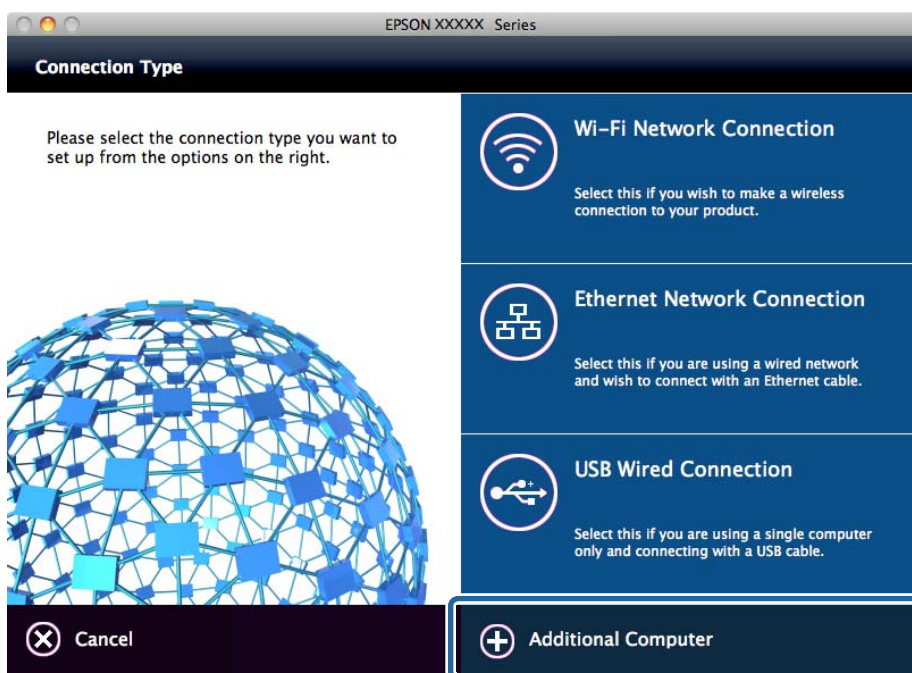 EPSON XXXXX Series
Connection Type
Please select the connection type you want to
set up from the options on the right.
Wi-Fi Network Connection
Select this if you wish to make a wireless
connection to your product.
Ethernet Network Connection
Select this if you are using a wired network
and wish to connect with an Ethernet cable.
USB Wired Connection
Select this if you are using a single computer
only and connecting with a USB cable.
Cancel
Additional Computer